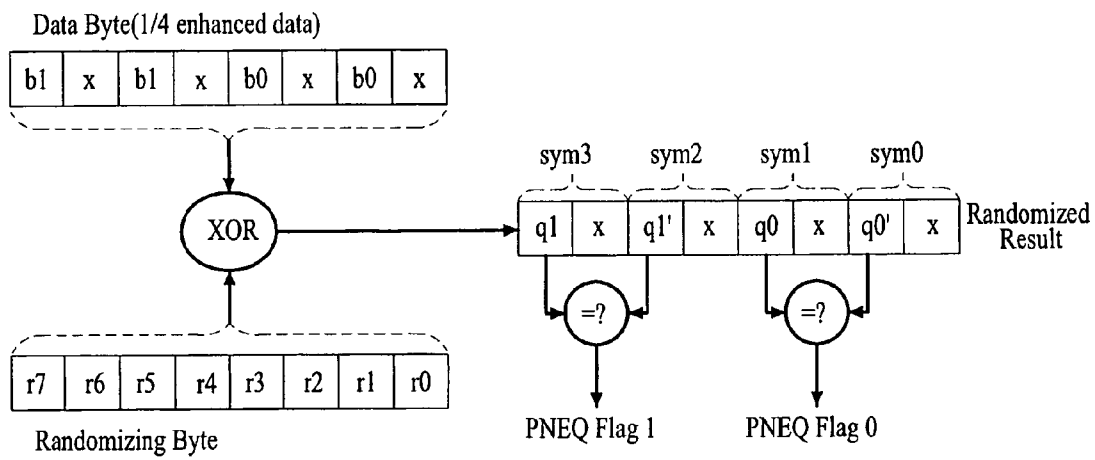 Data Byte(1/4 enhanced data)
b1 x b1 x b0 x b0 x
sym3 sym2 sym1 sym0
XOR
q1 x q1' x q0 x q0' x
Randomized
Result
=? =?
r7 r6 r5 r4 r3 r2 r1 r0
PNEQ Flag 1 PNEQ Flag 0
Randomizing Byte